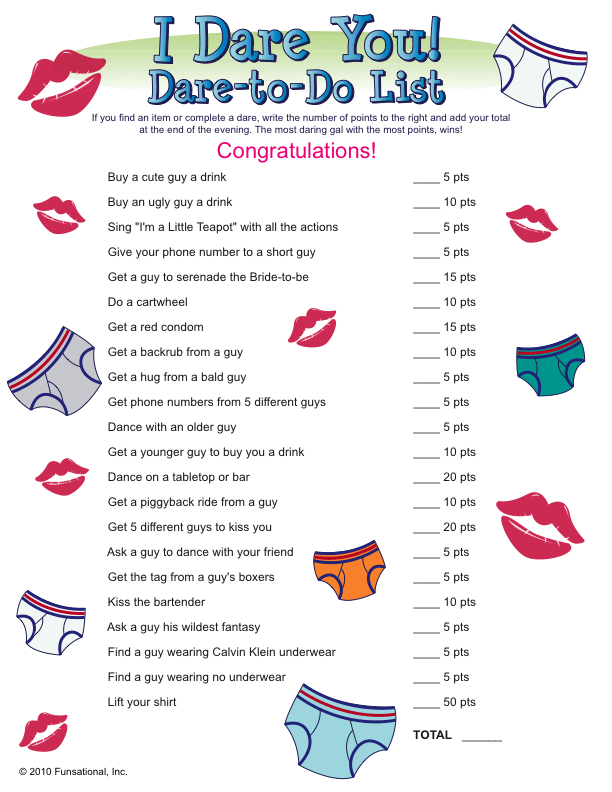 I Dare You!
Dare-to-Do List
If you find an item or complete a dare, write the number of points to the right and add your total
at the end of the evening. The most daring gal with the most points, wins!
Congratulations!
Buy a cute guy a drink ____ 5 pts
Buy an ugly guy a drink ____ 10 pts
Sing "I'm a Little Teapot" with all the actions ____ 5 pts
Give your phone number to a short guy ____ 5 pts
Get a guy to serenade the Bride-to-be ____ 15 pts
Do a cartwheel ____ 10 pts
Get a red condom ____ 15 pts
Get a backrub from a guy ____ 10 pts
Get a hug from a bald guy ____ 5 pts
Get phone numbers from 5 different guys ____ 5 pts
Dance with an older guy ____ 5 pts
Get a younger guy to buy you a drink ____ 10 pts
Dance on a tabletop or bar ____ 20 pts
Get a piggyback ride from a guy ____ 10 pts
Get 5 different guys to kiss you ____ 20 pts
Ask a guy to dance with your friend ____ 5 pts
Get the tag from a guy's boxers ____ 5 pts
Kiss the bartender ____ 10 pts
Ask a guy his wildest fantasy ____ 5 pts
Find a guy wearing Calvin Klein underwear ____ 5 pts
Find a guy wearing no underwear ____ 5 pts
Lift your shirt ____ 50 pts
TOTAL ______
© 2010 Funsational, Inc.